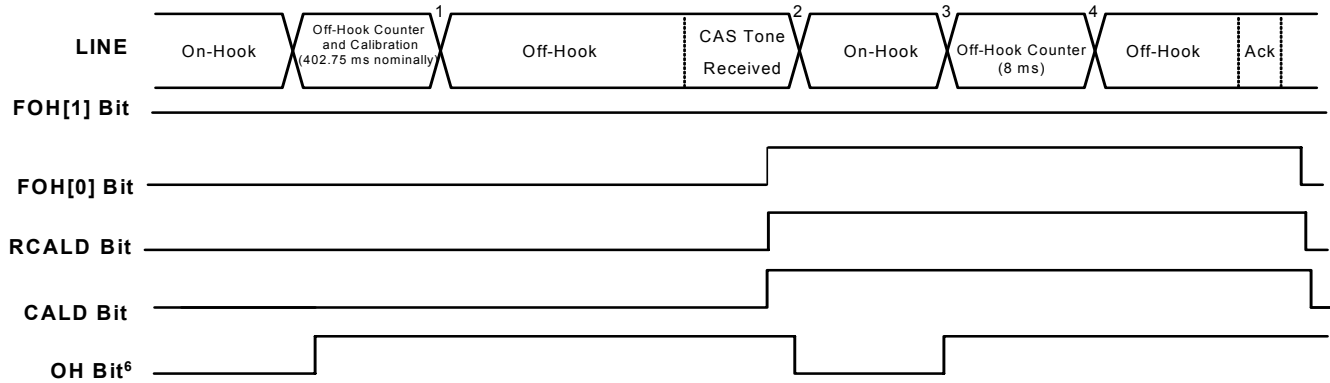 1 2 3 4
LINE
On-Hook
Off-Hook Counter
and Calibration
(402.75 ms nominally)
Off-Hook
CAS Tone
Received
On-Hook
Off-Hook Counter
(8 ms)
Off-Hook
Ack
FOH[1] Bit
FOH[0] Bit
RCALD Bit
CALD Bit
OH Bit⁶